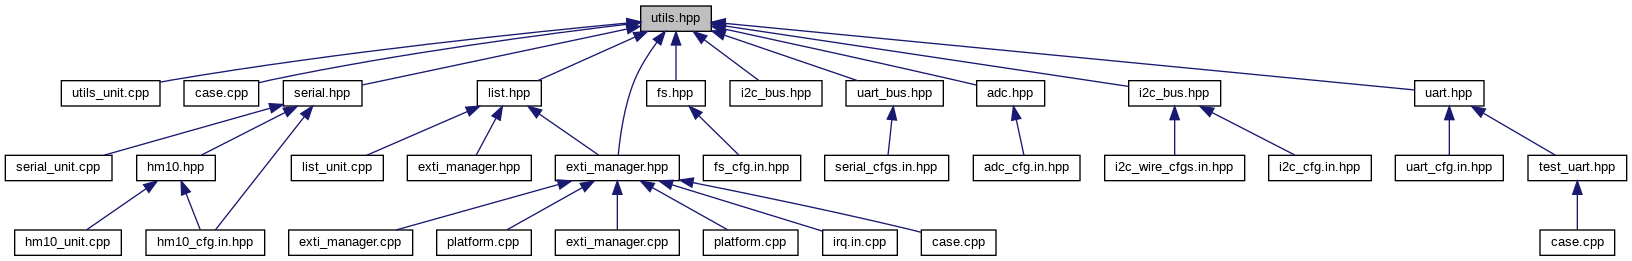 utils.hpp
utils_unit.cpp
case.cpp
serial.hpp
list.hpp
fs.hpp
i2c_bus.hpp
uart_bus.hpp
adc.hpp
i2c_bus.hpp
uart.hpp
serial_unit.cpp
hm10.hpp
list_unit.cpp
exti_manager.hpp
exti_manager.hpp
fs_cfg.in.hpp
serial_cfgs.in.hpp
adc_cfg.in.hpp
i2c_wire_cfgs.in.hpp
i2c_cfg.in.hpp
uart_cfg.in.hpp
test_uart.hpp
hm10_unit.cpp
hm10_cfg.in.hpp
exti_manager.cpp
platform.cpp
exti_manager.cpp
platform.cpp
irq.in.cpp
case.cpp
case.cpp